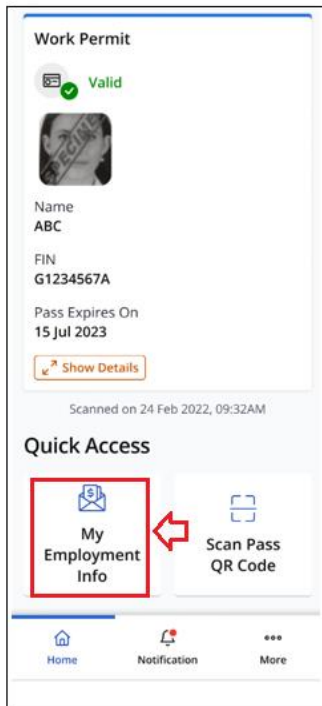 Work Permit
Valid
SPECIMEN
Name
ABC
FIN
G1234567A
Pass Expires On
15 Jul 2023
Show Details
Scanned on 24 Feb 2022, 09:32AM
Quick Access
My
Employment
Info
Scan Pass
QR Code
Home
Notification
More